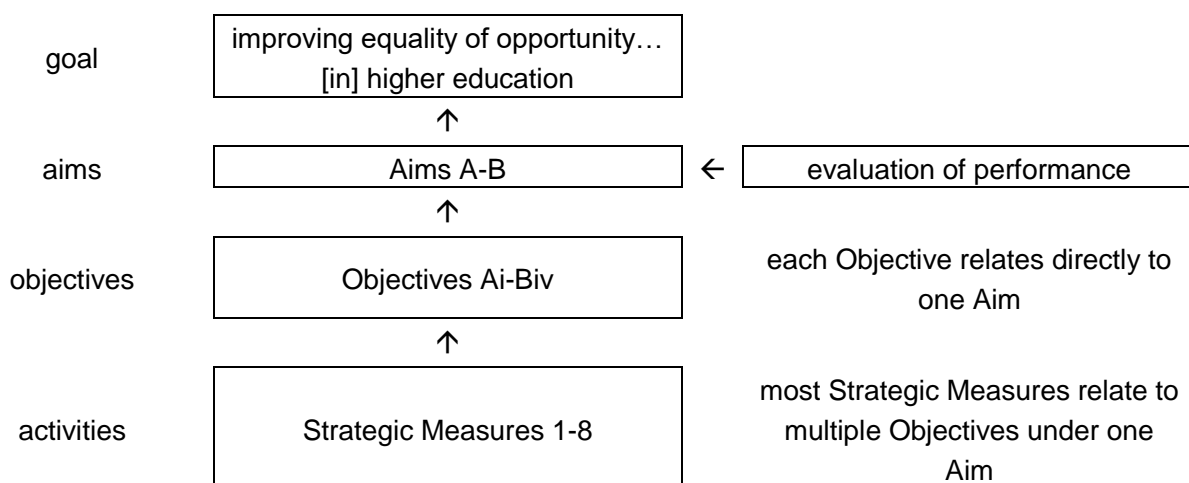 goal
improving equality of opportunity…
[in] higher education
↑
aims
Aims A-B
←
evaluation of performance
↑
objectives
Objectives Ai-Biv
each Objective relates directly to
one Aim
↑
activities
Strategic Measures 1-8
most Strategic Measures relate to
multiple Objectives under one
Aim